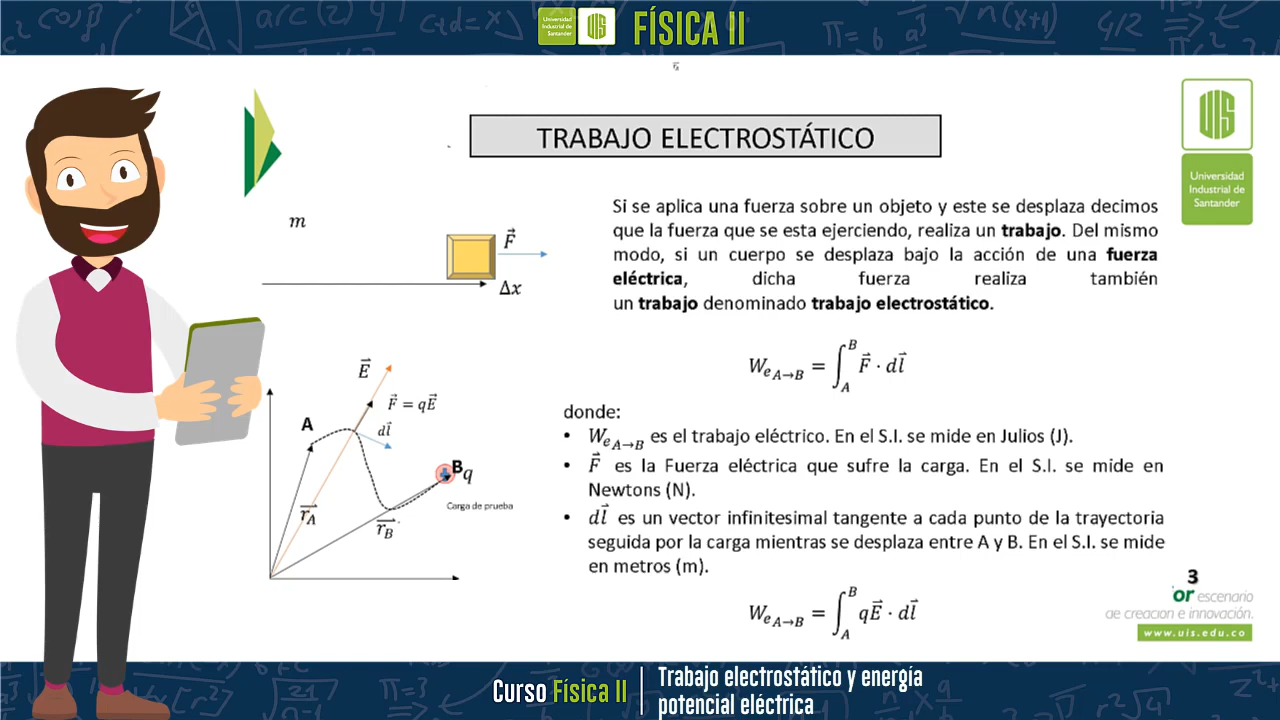 Universidad
Industrial de
Santander
FÍSICA II
TRABAJO ELECTROSTÁTICO
Universidad
Industrial de
Santander
m
F⃗
Δx
Si se aplica una fuerza sobre un objeto y este se desplaza decimos
que la fuerza que se esta ejerciendo, realiza un trabajo. Del mismo
modo, si un cuerpo se desplaza bajo la acción de una fuerza
eléctrica, dicha fuerza realiza también
un trabajo denominado trabajo electrostático.
W_{e_{A→B}} = ∫_A^B F⃗ · dl⃗
E⃗
F⃗ = qE⃗
dl⃗
A
B
q
Carga de prueba
r_A⃗
r_B⃗
donde:
• W_{e_{A→B}} es el trabajo eléctrico. En el S.I. se mide en Julios (J).
• F⃗ es la Fuerza eléctrica que sufre la carga. En el S.I. se mide en
Newtons (N).
• dl⃗ es un vector infinitesimal tangente a cada punto de la trayectoria
seguida por la carga mientras se desplaza entre A y B. En el S.I. se mide
en metros (m).
W_{e_{A→B}} = ∫_A^B qE⃗ · dl⃗
3
or escenario
de creación e innovación.
www.uis.edu.co
Curso Física II
Trabajo electrostático y energía
potencial eléctrica